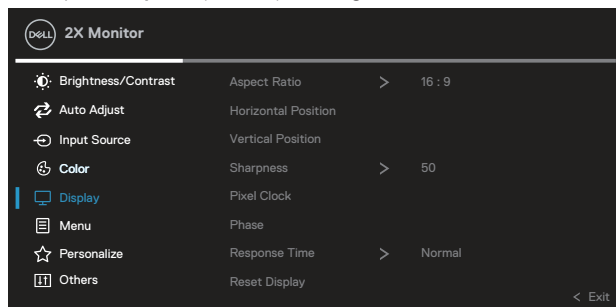 DELL 2X Monitor
Brightness/Contrast Aspect Ratio > 16 : 9
Auto Adjust Horizontal Position
Input Source Vertical Position
Color Sharpness > 50
Display Pixel Clock
Menu Phase
Personalize Response Time > Normal
Others Reset Display
< Exit